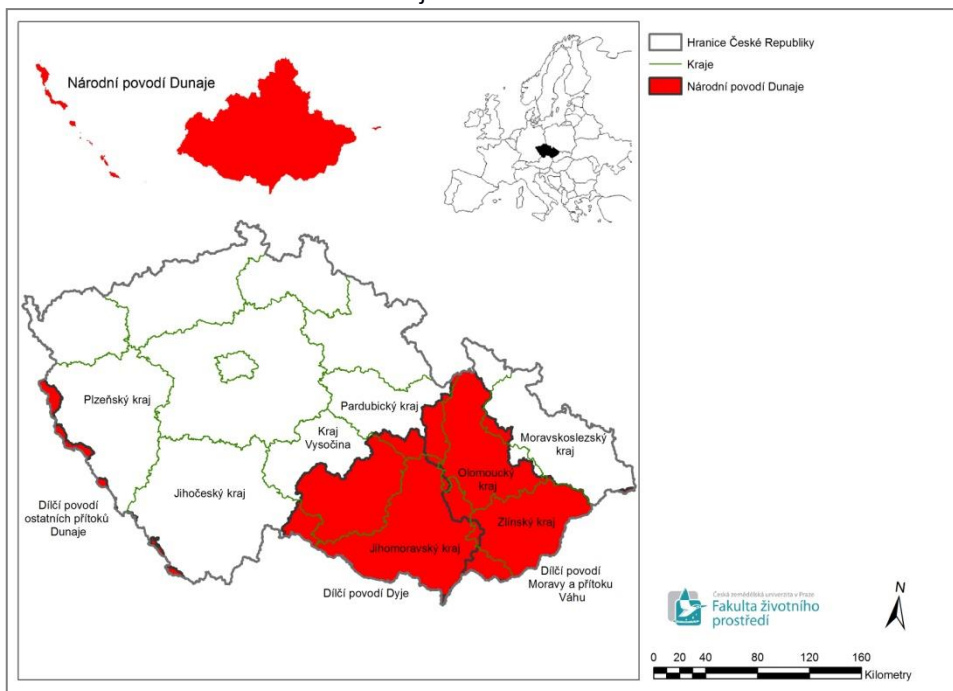 Národní povodí Dunaje
Hranice České Republiky
Kraje
Národní povodí Dunaje
Plzeňský kraj
Pardubický kraj
Kraj
Vysočina
Moravskoslezský
kraj
Olomoucký
kraj
Jihočeský kraj
Zlínský kraj
Dílčí povodí
ostatních přítoků
Dunaje
Jihomoravský kraj
Dílčí povodí Dyje
Dílčí povodí
Moravy a přítoku
Váhu
Česká zemědělská univerzita v Praze
Fakulta životního
prostředí
N
0 10 20 40 80 120 160
Kilometry